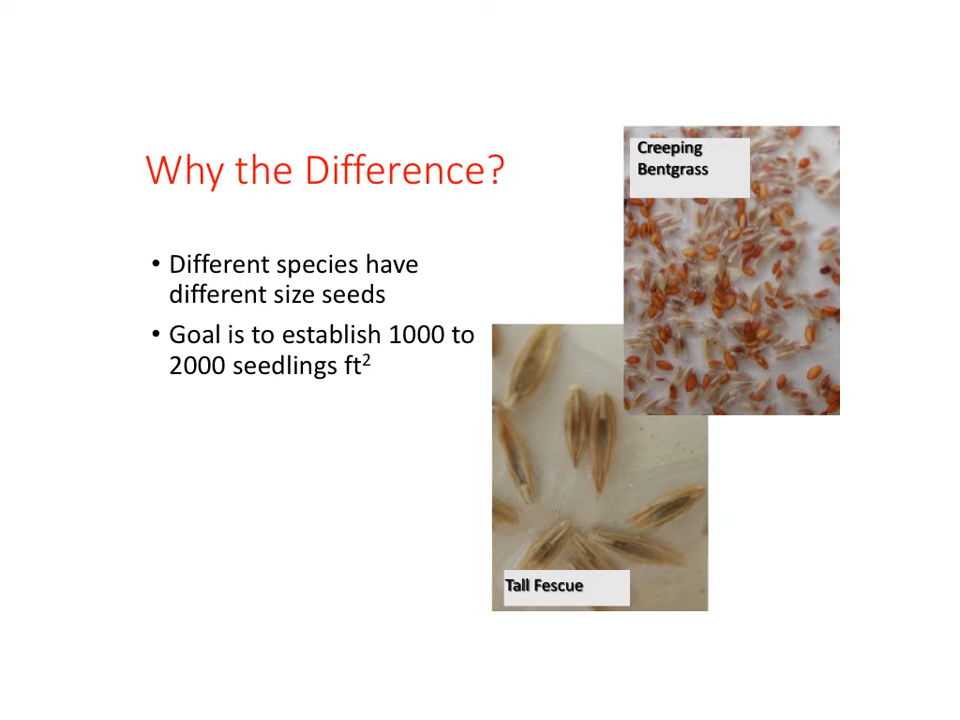 Why the Difference?
• Different species have
different size seeds
• Goal is to establish 1000 to
2000 seedlings ft²
Creeping
Bentgrass
Tall Fescue